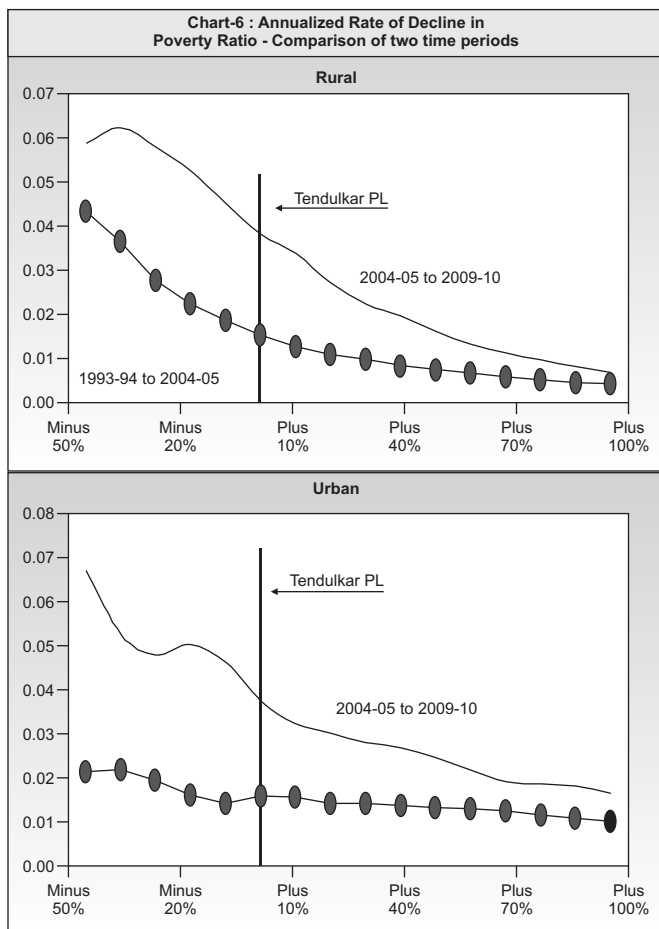 Chart-6 : Annualized Rate of Decline in
Poverty Ratio - Comparison of two time periods
Rural
0.07
0.06
0.05
0.04
0.03
0.02
0.01
0.00
Tendulkar PL
2004-05 to 2009-10
1993-94 to 2004-05
Minus
50%
Minus
20%
Plus
10%
Plus
40%
Plus
70%
Plus
100%
Urban
0.08
0.07
0.06
0.05
0.04
0.03
0.02
0.01
0.00
Tendulkar PL
2004-05 to 2009-10
Minus
50%
Minus
20%
Plus
10%
Plus
40%
Plus
70%
Plus
100%